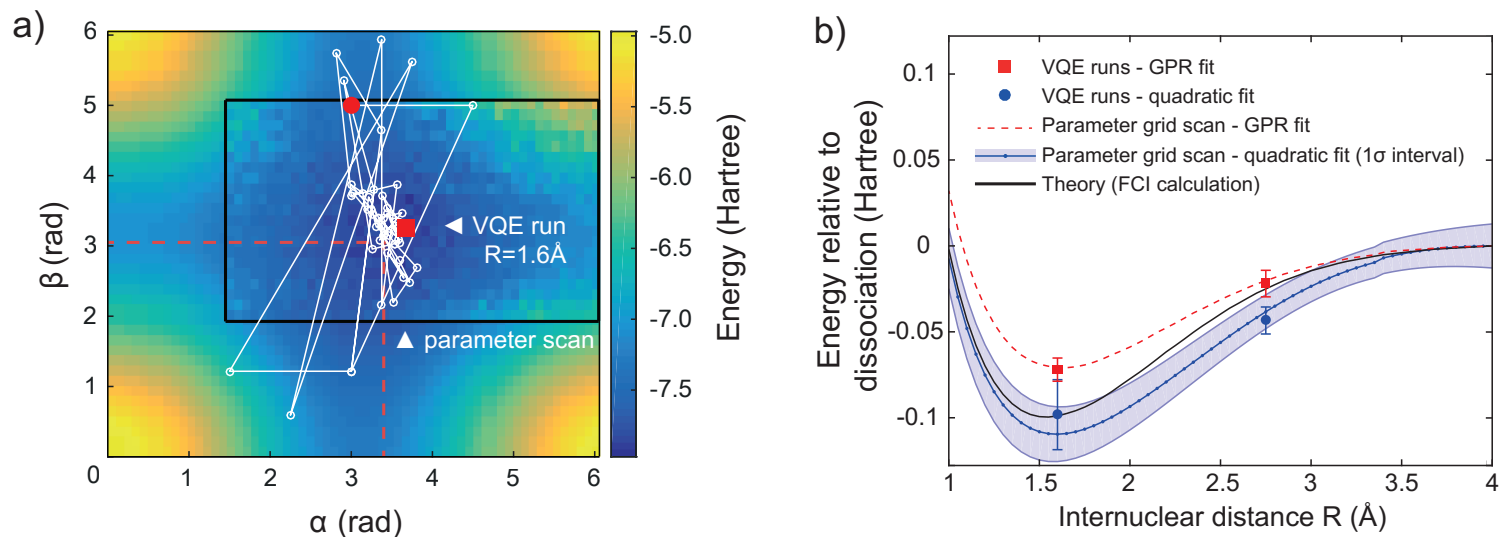 a)
6
5
4
3
2
1
0
1
2
3
4
5
6
β (rad)
α (rad)
◄ VQE run
R=1.6Å
▲ parameter scan
-5.0
-5.5
-6.0
-6.5
-7.0
-7.5
Energy (Hartree)
b)
0.1
0.05
0
-0.05
-0.1
Energy relative to
dissociation (Hartree)
VQE runs - GPR fit
VQE runs - quadratic fit
Parameter grid scan - GPR fit
Parameter grid scan - quadratic fit (1σ interval)
Theory (FCI calculation)
1
1.5
2
2.5
3
3.5
4
Internuclear distance R (Å)